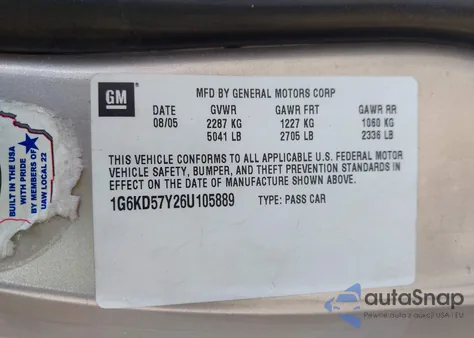 GM
MFD BY GENERAL MOTORS CORP
DATE GVWR GAWR FRT GAWR RR
08/05 2287 KG 1227 KG 1060 KG
5041 LB 2705 LB 2336 LB
THIS VEHICLE CONFORMS TO ALL APPLICABLE U.S. FEDERAL MOTOR
VEHICLE SAFETY, BUMPER, AND THEFT PREVENTION STANDARDS IN
EFFECT ON THE DATE OF MANUFACTURE SHOWN ABOVE.
1G6KD57Y26U105889 TYPE: PASS CAR
BUILT IN THE USA
WITH PRIDE
BY MEMBERS OF
UAW LOCAL 22
autoSnap